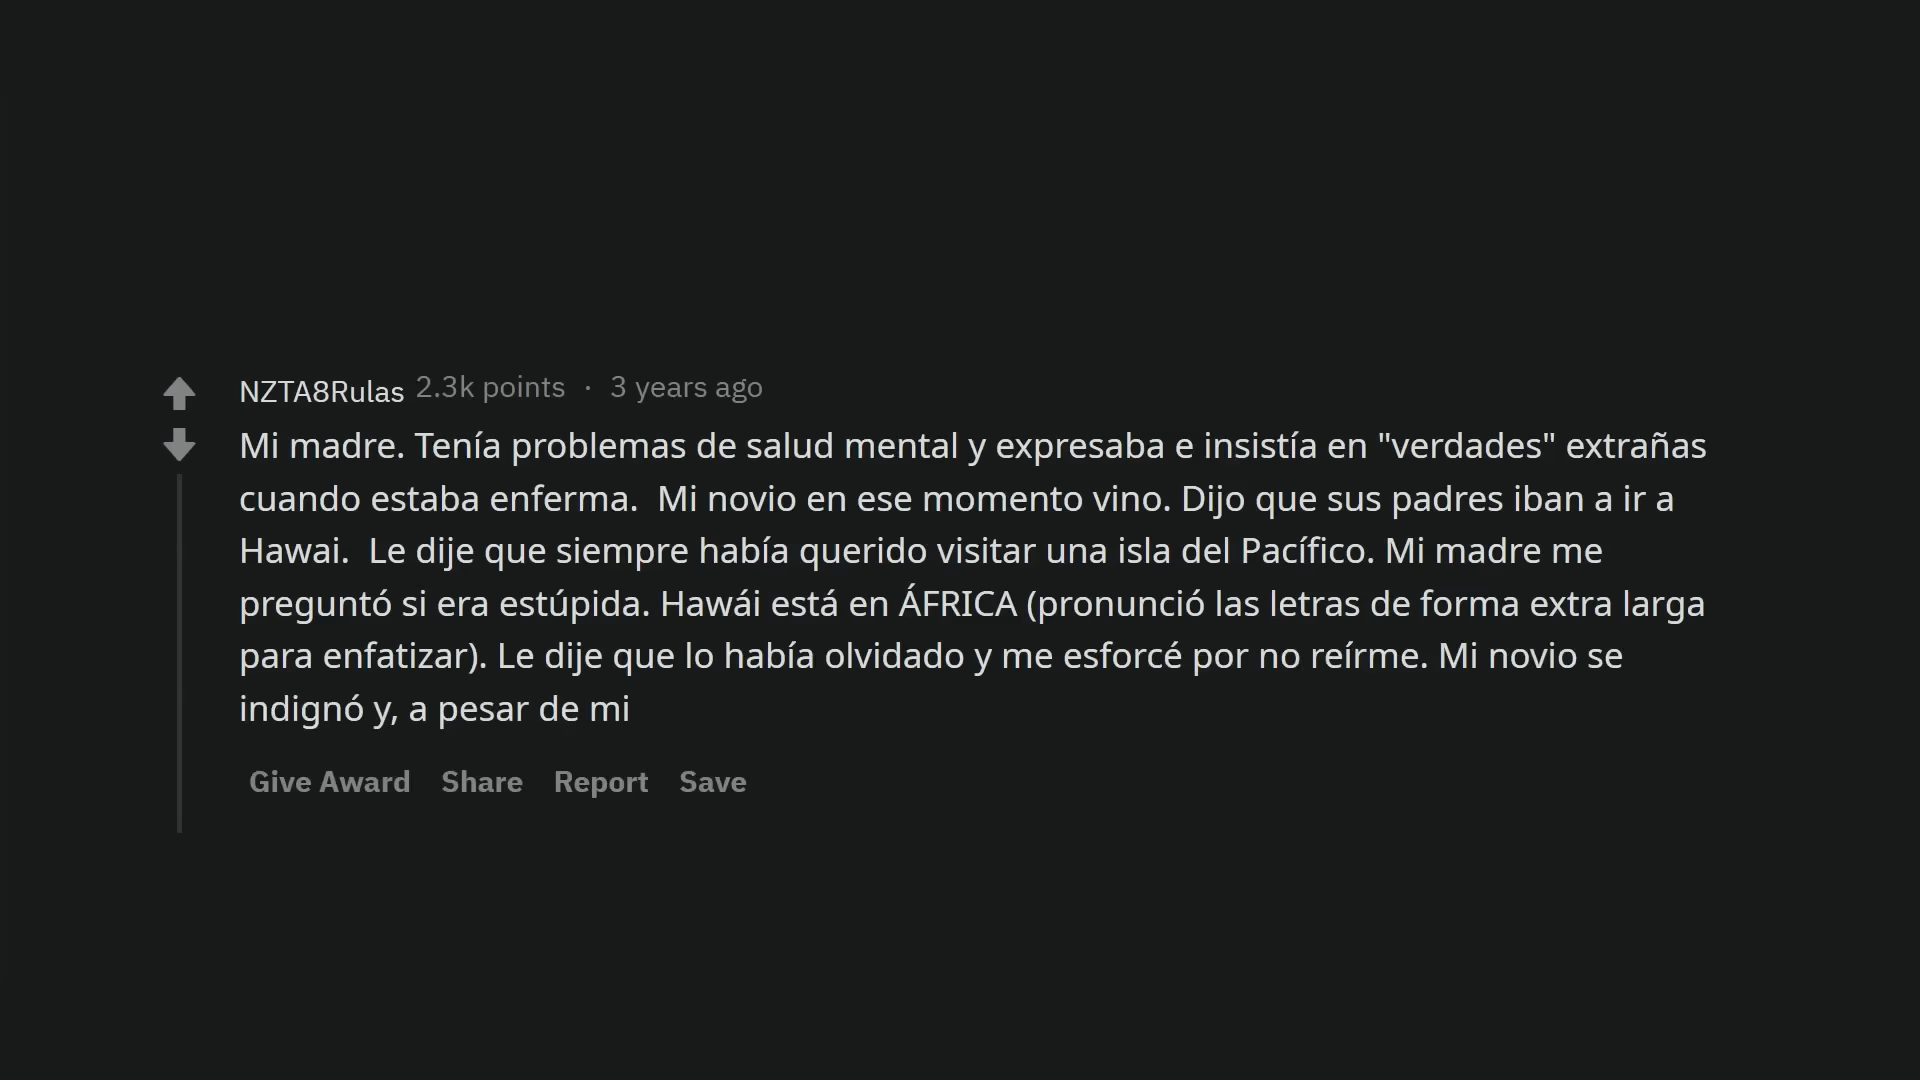 NZTA8Rulas 2.3k points · 3 years ago
Mi madre. Tenía problemas de salud mental y expresaba e insistía en "verdades" extrañas
cuando estaba enferma.  Mi novio en ese momento vino. Dijo que sus padres iban a ir a
Hawai.  Le dije que siempre había querido visitar una isla del Pacífico. Mi madre me
preguntó si era estúpida. Hawái está en ÁFRICA (pronunció las letras de forma extra larga
para enfatizar). Le dije que lo había olvidado y me esforcé por no reírme. Mi novio se
indignó y, a pesar de mi
Give Award Share Report Save